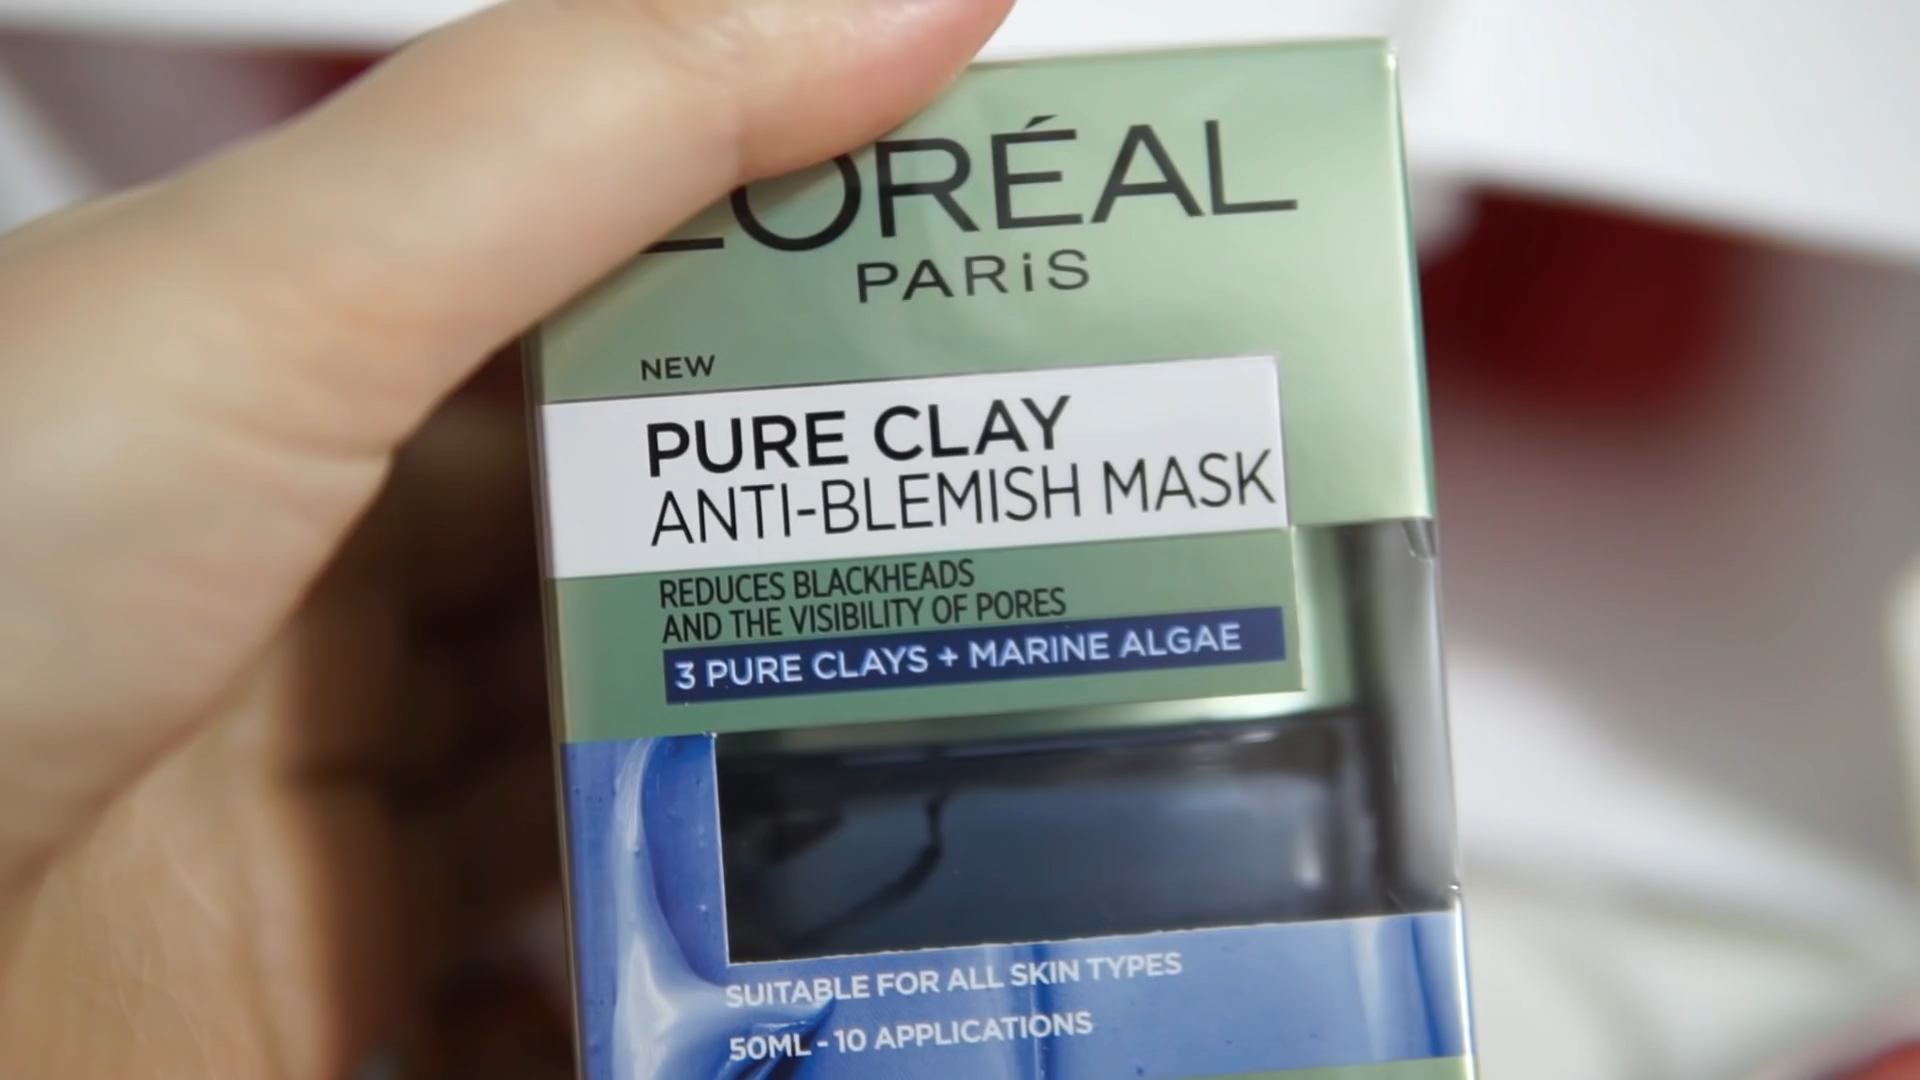 L'ORÉAL
PARiS
NEW
PURE CLAY
ANTI-BLEMISH MASK
REDUCES BLACKHEADS
AND THE VISIBILITY OF PORES
3 PURE CLAYS + MARINE ALGAE
SUITABLE FOR ALL SKIN TYPES
50ML - 10 APPLICATIONS